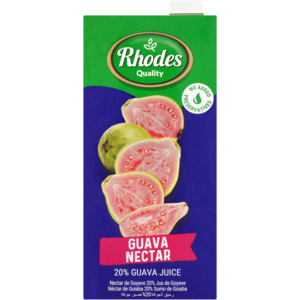 Rhodes
Quality
NO ADDED
PRESERVATIVES
GUAVA
NECTAR
20% GUAVA JUICE
Nectar de Goyave 20% Jus de Goyave
Néctar de Goiaba 20% Sumo de Goiaba